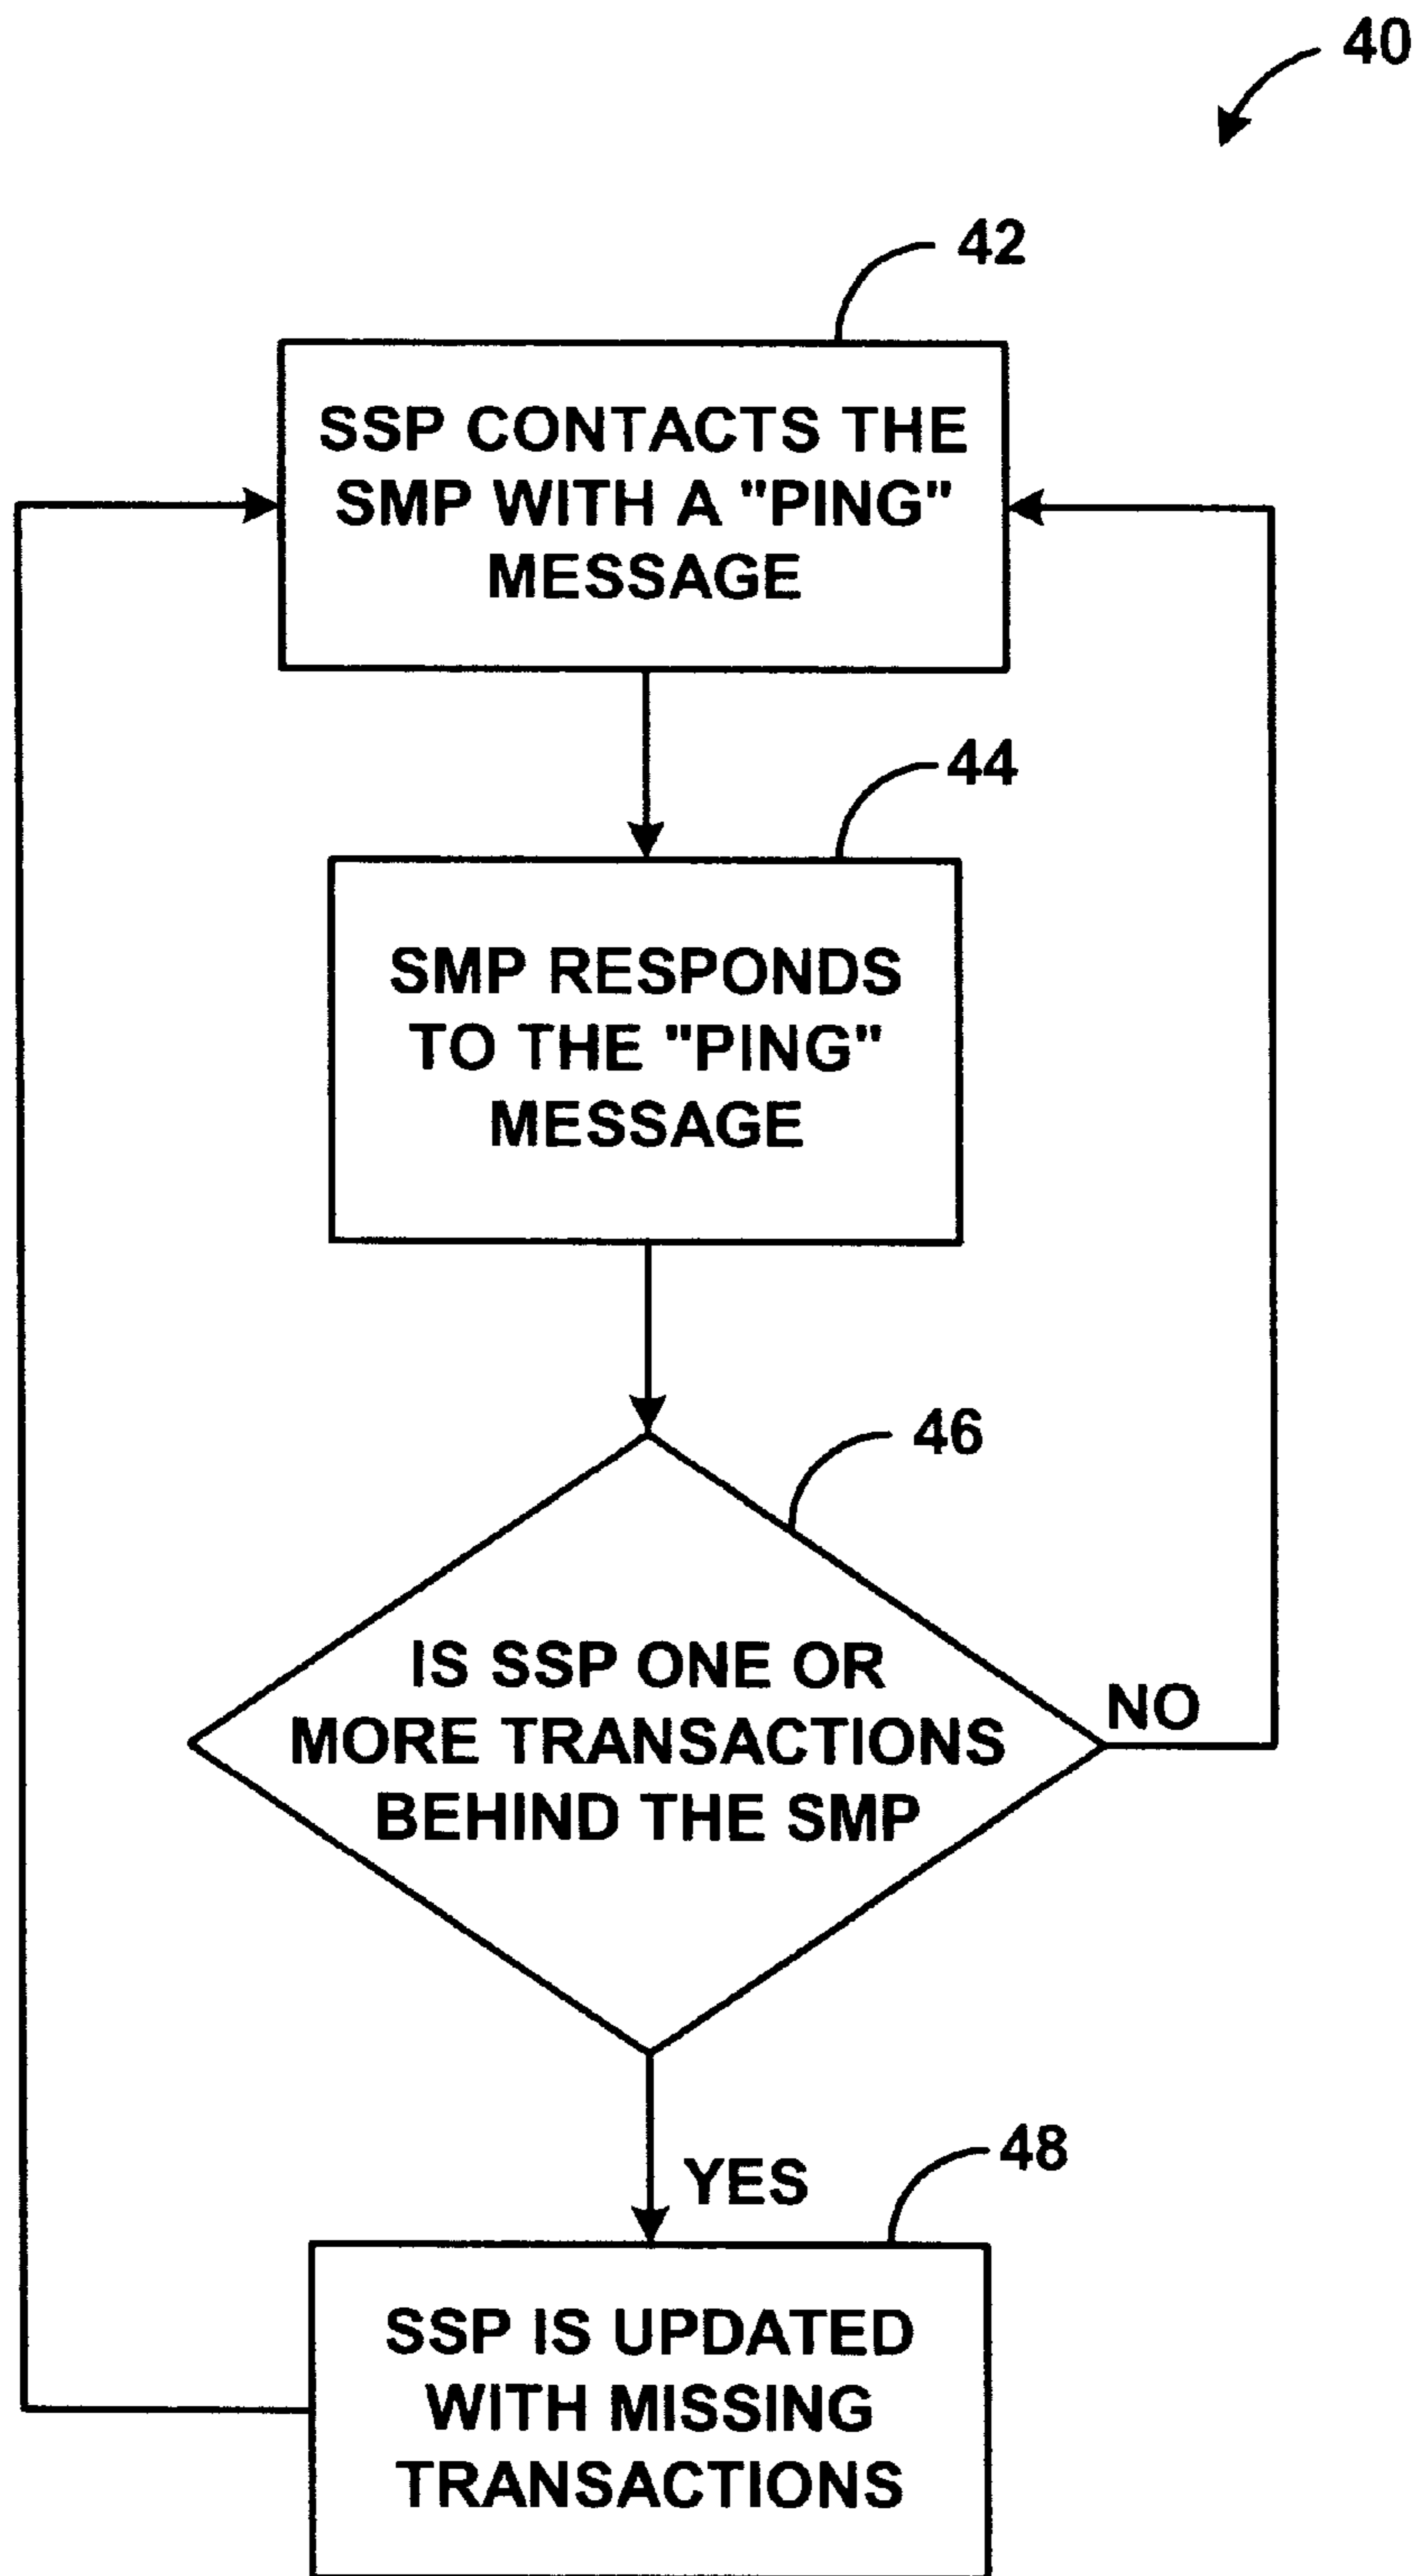 40
42
SSP CONTACTS THE
SMP WITH A "PING"
MESSAGE
44
SMP RESPONDS
TO THE "PING"
MESSAGE
46
IS SSP ONE OR
MORE TRANSACTIONS
BEHIND THE SMP
NO
YES
48
SSP IS UPDATED
WITH MISSING
TRANSACTIONS